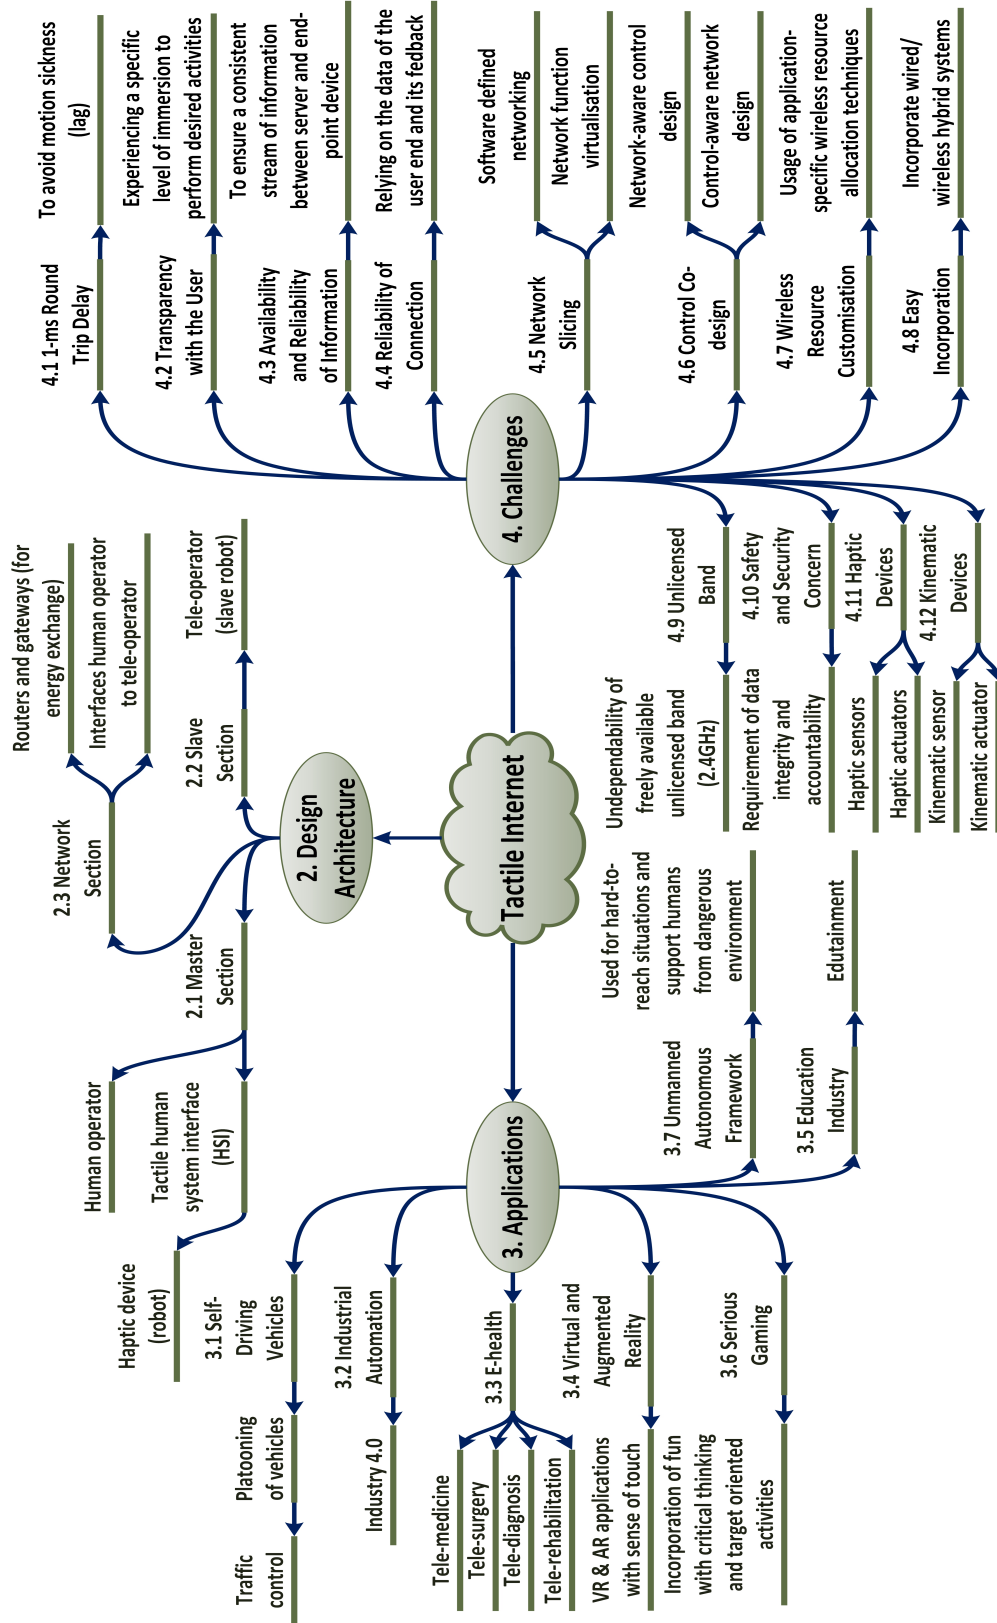 Tactile Internet
2. Design
Architecture
2.1 Master
Section
Human operator
Tactile human
system interface
(HSI)
Haptic device
(robot)
2.2 Slave
Section
Tele-operator
(slave robot)
2.3 Network
Section
Routers and gateways (for
energy exchange)
Interfaces human operator
to tele-operator
3. Applications
3.1 Self-
Driving
Vehicles
Platooning
of vehicles
Traffic
control
3.2 Industrial
Automation
Industry 4.0
3.3 E-health
Tele-medicine
Tele-surgery
Tele-diagnosis
Tele-rehabilitation
3.4 Virtual and
Augmented
Reality
VR & AR applications
with sense of touch
3.6 Serious
Gaming
Incorporation of fun
with critical thinking
and target oriented
activities
3.7 Unmanned
Autonomous
Framework
Used for hard-to-
reach situations and
support humans
from dangerous
environment
3.5 Education
Industry
Edutainment
4. Challenges
4.1 1-ms Round
Trip Delay
To avoid motion sickness
(lag)
4.2 Transparency
with the User
Experiencing a specific
level of immersion to
perform desired activities
4.3 Availability
and Reliability
of Information
To ensure a consistent
stream of information
between server and end-
point device
4.4 Reliability of
Connection
Relying on the data of the
user end and its fedback
4.5 Network
Slicing
Software defined
networking
Network function
virtualisation
4.6 Control Co-
design
Network-aware control
design
Control-aware network
design
4.7 Wireless
Resource
Customisation
Usage of application-
specific wireless resource
allocation techniques
4.8 Easy
Incorporation
Incorporate wired/
wireless hybrid systems
4.9 Unlicensed
Band
Undependability of
freely available
unlicensed band
(2.4GHz)
4.10 Safety
and Security
Concern
Requirement of data
integrity and
accountability
4.11 Haptic
Devices
Haptic sensors
Haptic actuators
4.12 Kinematic
Devices
Kinematic sensor
Kinematic actuator